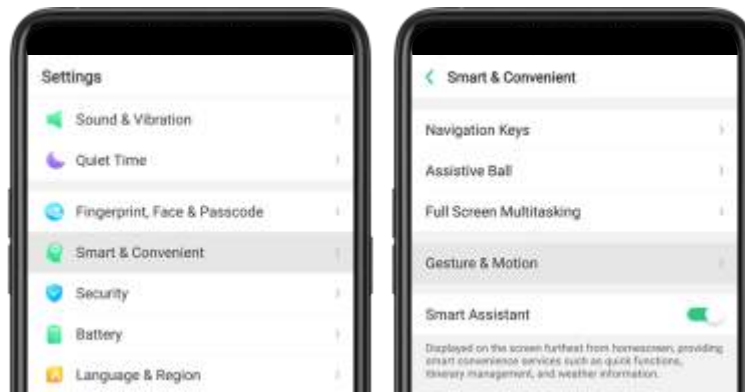 Settings
Sound & Vibration
Quiet Time
Fingerprint, Face & Passcode
Smart & Convenient
Security
Battery
Language & Region
Smart & Convenient
Navigation Keys
Assistive Ball
Full Screen Multitasking
Gesture & Motion
Smart Assistant
Displayed on the screen furthest from homescreen, providing
smart convenience services such as quick functions,
itinerary management, and weather information.